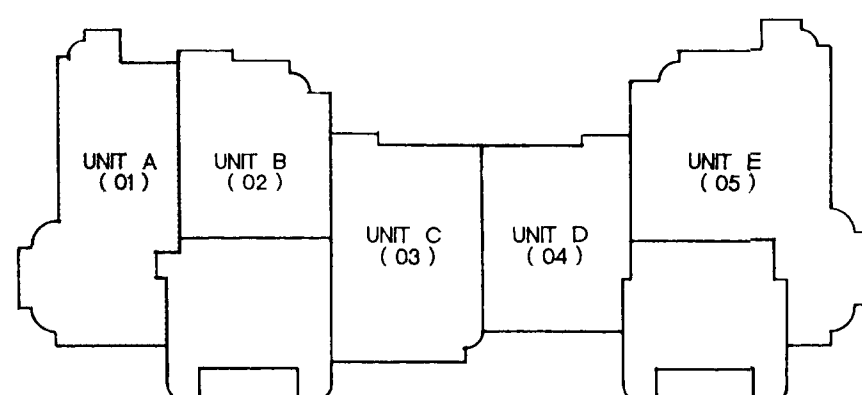 UNIT A
( 01 )
UNIT B
( 02 )
UNIT C
( 03 )
UNIT D
( 04 )
UNIT E
( 05 )